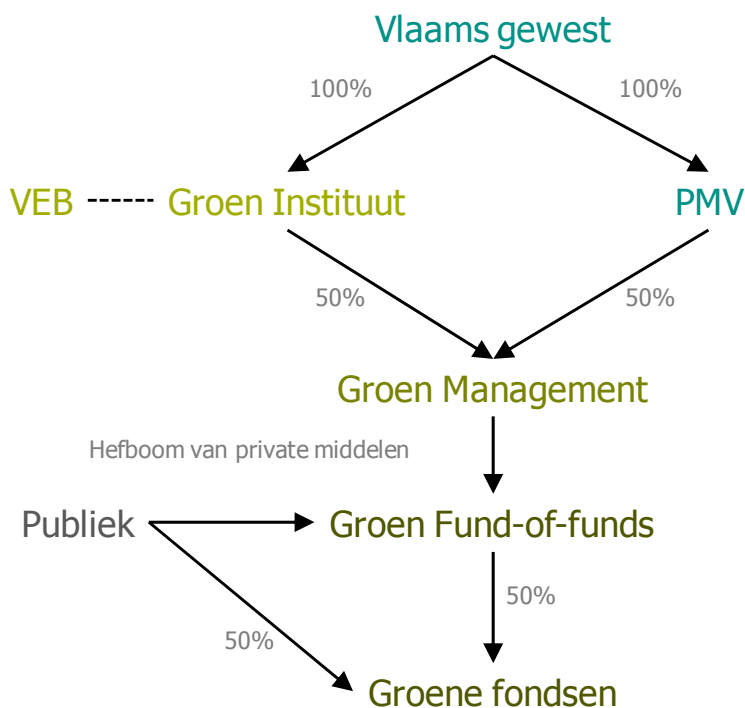 Vlaams gewest
100%
100%
VEB
Groen Instituut
PMV
50%
50%
Groen Management
Hefboom van private middelen
Publiek
Groen Fund-of-funds
50%
50%
Groene fondsen